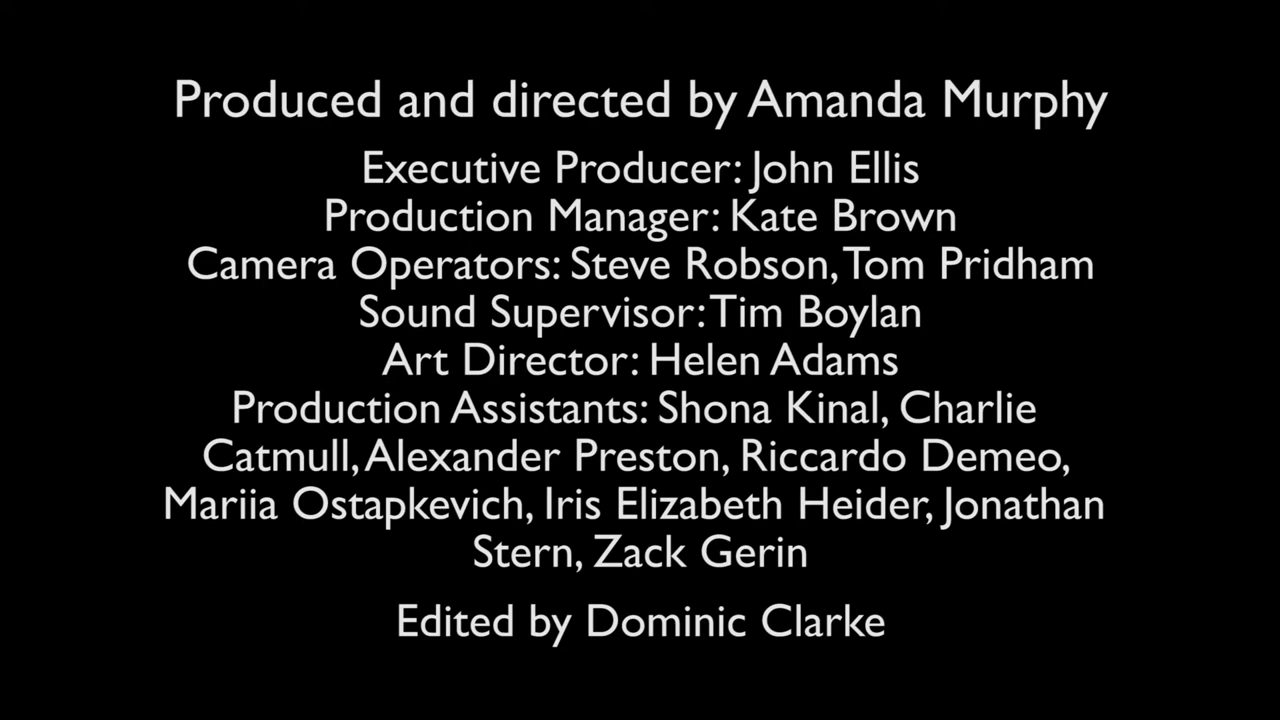 Produced and directed by Amanda Murphy
Executive Producer: John Ellis
Production Manager: Kate Brown
Camera Operators: Steve Robson, Tom Pridham
Sound Supervisor: Tim Boylan
Art Director: Helen Adams
Production Assistants: Shona Kinal, Charlie
Catmull, Alexander Preston, Riccardo Demeo,
Mariia Ostapkevich, Iris Elizabeth Heider, Jonathan
Stern, Zack Gerin
Edited by Dominic Clarke